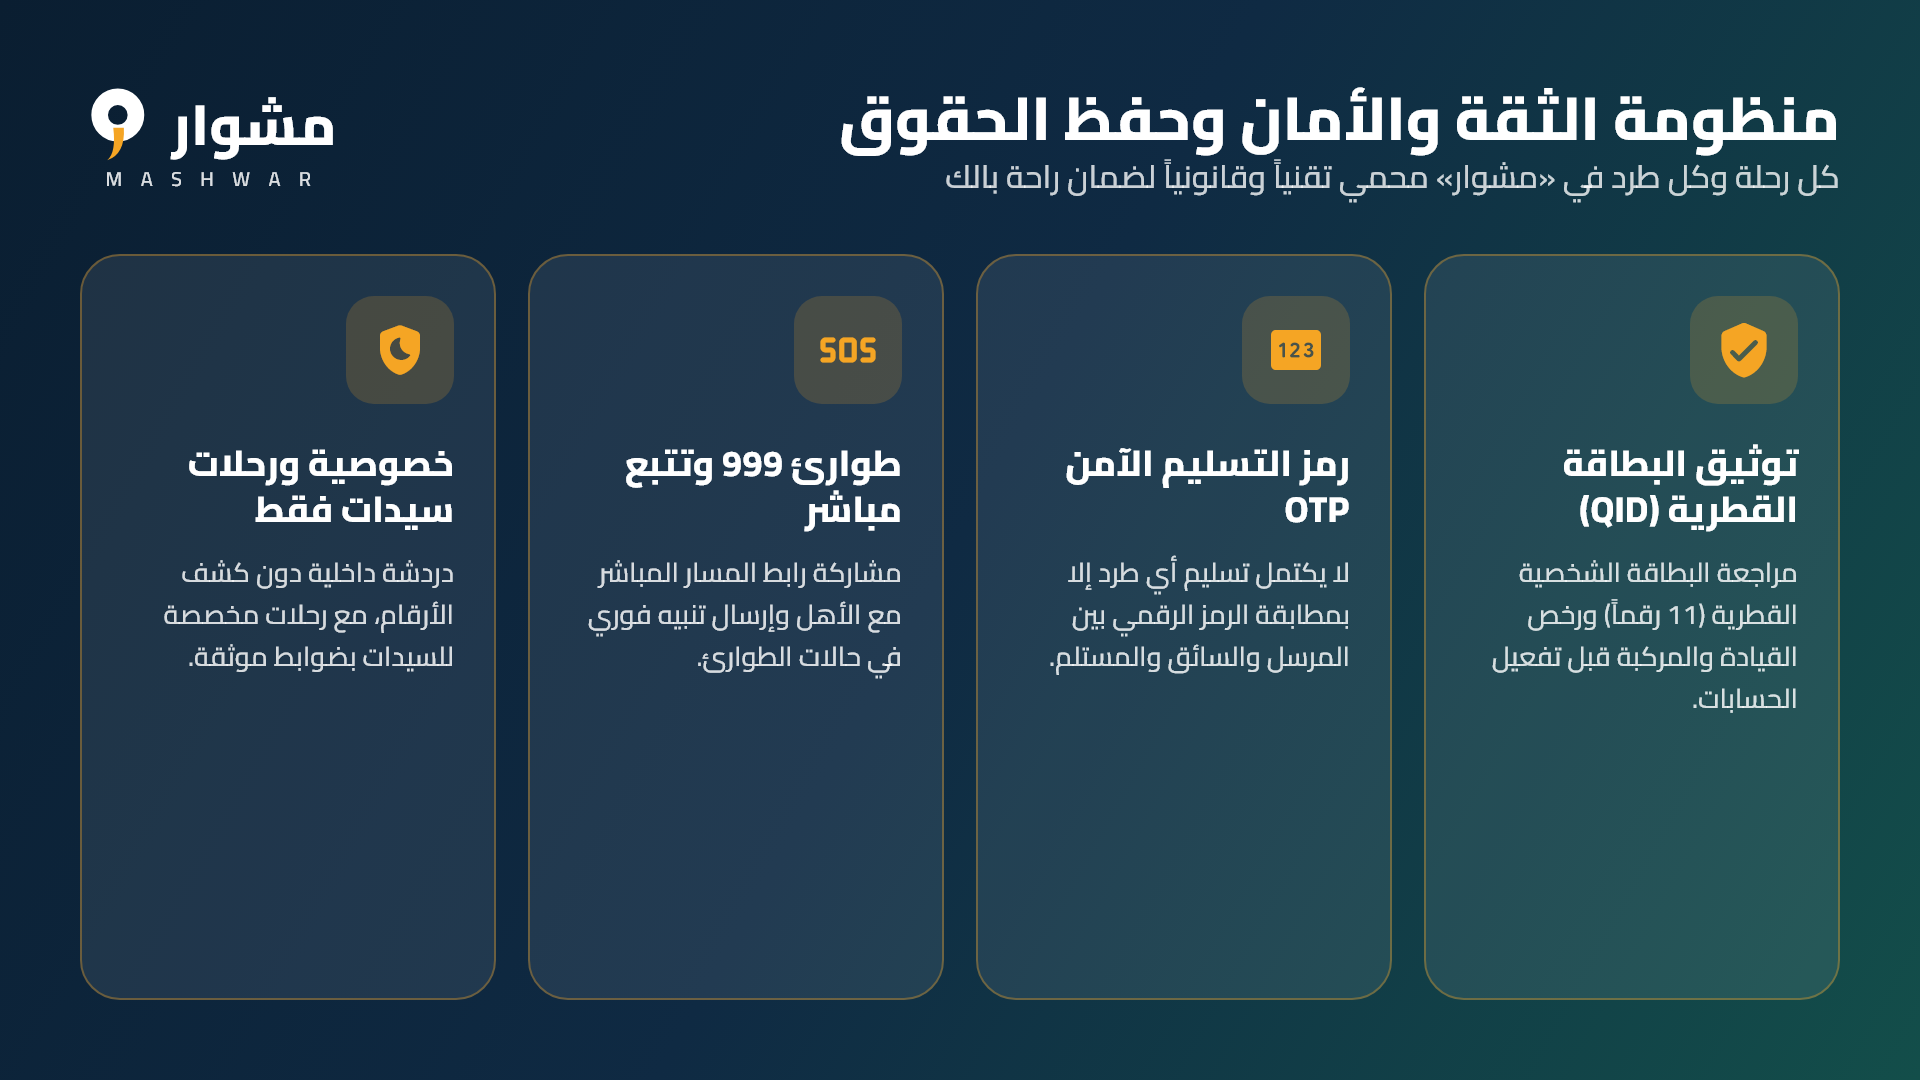 منظومة الثقة والأمان وحفظ الحقوق
كل رحلة وكل طرد في «مشوار» محمي تقنياً وقانونياً لضمان راحة بالك
مشوار
MASHWAR
توثيق البطاقة
القطرية (QID)
مراجعة البطاقة الشخصية
القطرية (11 رقماً) ورخص
القيادة والمركبة قبل تفعيل
الحسابات.
123
رمز التسليم الآمن
OTP
لا يكتمل تسليم أي طرد إلا
بمطابقة الرمز الرقمي بين
المرسل والسائق والمستلم.
SOS
طوارئ 999 وتتبع
مباشر
مشاركة رابط المسار المباشر
مع الأهل وإرسال تنبيه فوري
في حالات الطوارئ.
خصوصية ورحلات
سيدات فقط
دردشة داخلية دون كشف
الأرقام، مع رحلات مخصصة
للسيدات بضوابط موثقة.